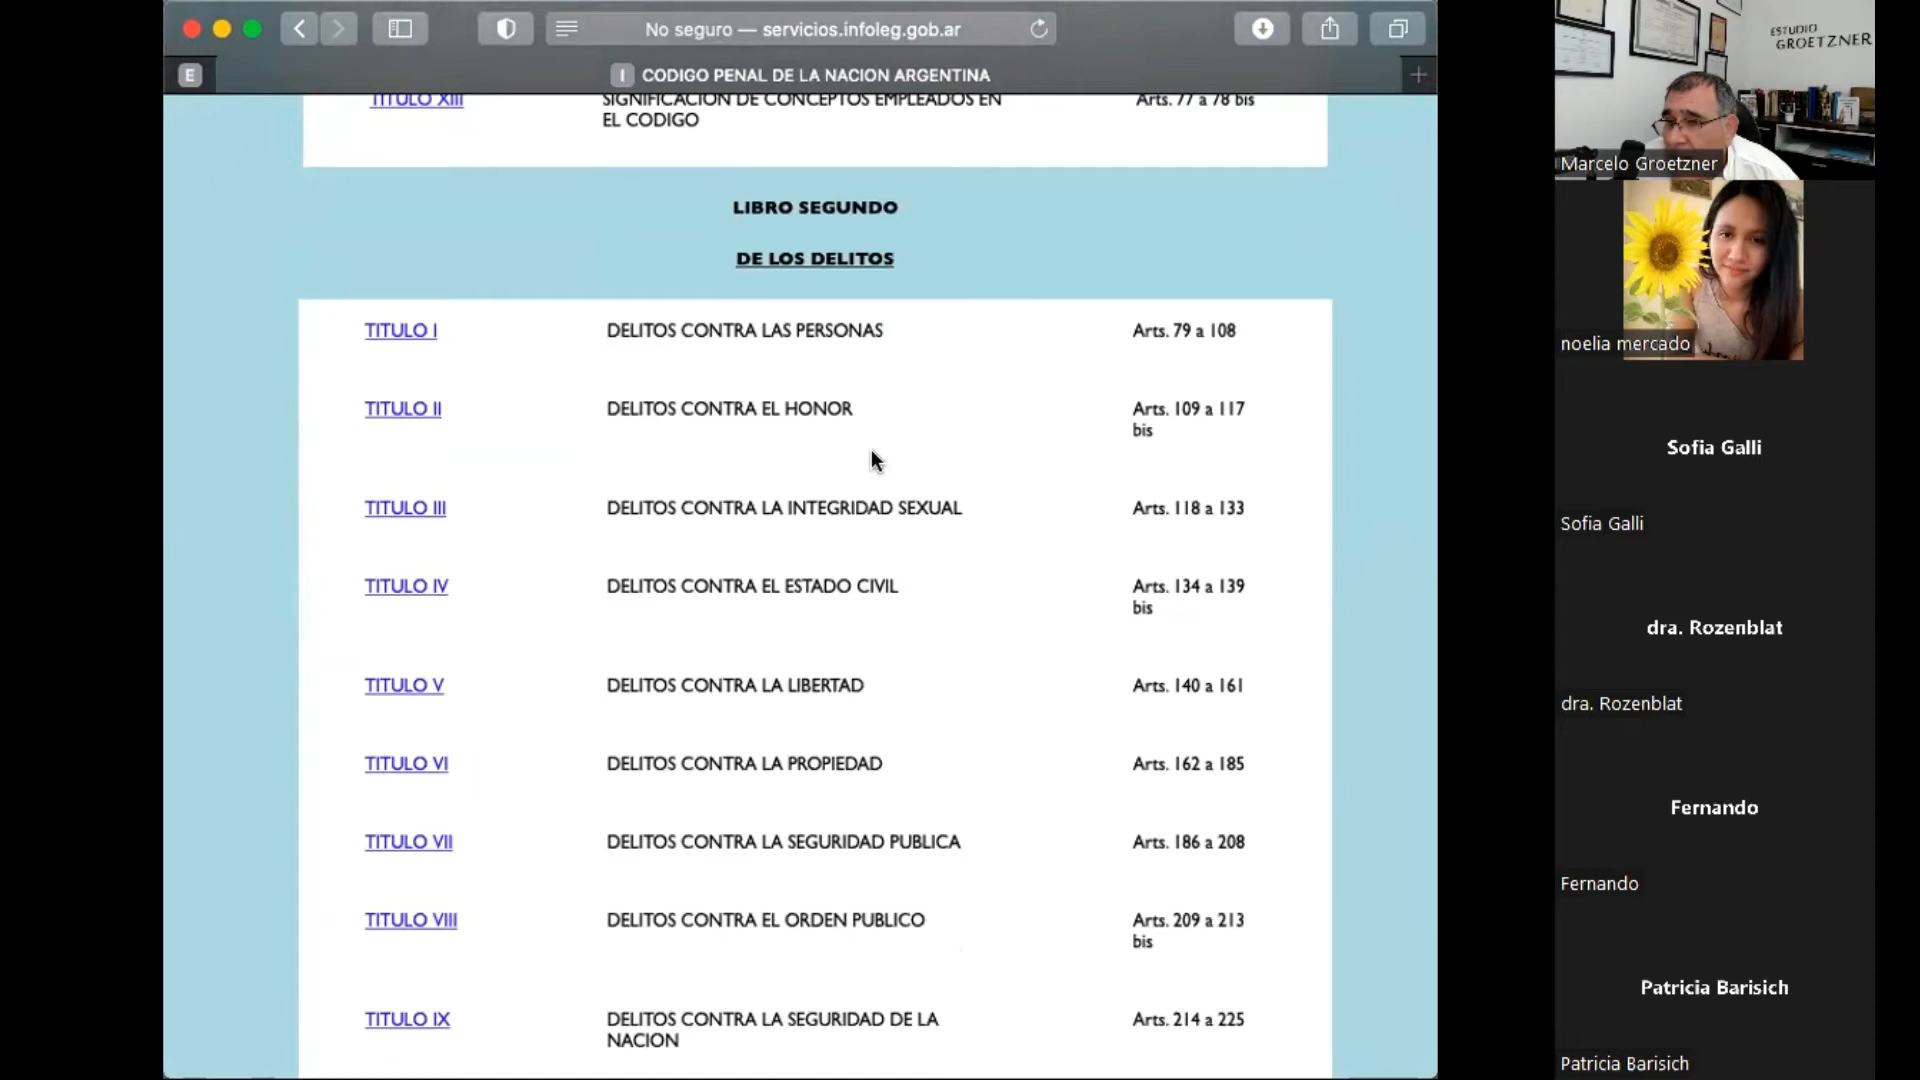 No seguro — servicios.infoleg.gob.ar
E
I CODIGO PENAL DE LA NACION ARGENTINA
TITULO XIII SIGNIFICACION DE CONCEPTOS EMPLEADOS EN EL CODIGO Arts. 77 a 78 bis
LIBRO SEGUNDO
DE LOS DELITOS
TITULO I DELITOS CONTRA LAS PERSONAS Arts. 79 a 108
TITULO II DELITOS CONTRA EL HONOR Arts. 109 a 117 bis
TITULO III DELITOS CONTRA LA INTEGRIDAD SEXUAL Arts. 118 a 133
TITULO IV DELITOS CONTRA EL ESTADO CIVIL Arts. 134 a 139 bis
TITULO V DELITOS CONTRA LA LIBERTAD Arts. 140 a 161
TITULO VI DELITOS CONTRA LA PROPIEDAD Arts. 162 a 185
TITULO VII DELITOS CONTRA LA SEGURIDAD PUBLICA Arts. 186 a 208
TITULO VIII DELITOS CONTRA EL ORDEN PUBLICO Arts. 209 a 213 bis
TITULO IX DELITOS CONTRA LA SEGURIDAD DE LA NACION Arts. 214 a 225
ESTUDIO
GROETZNER
Marcelo Groetzner
noelia mercado
Sofia Galli
Sofia Galli
dra. Rozenblat
dra. Rozenblat
Fernando
Fernando
Patricia Barisich
Patricia Barisich